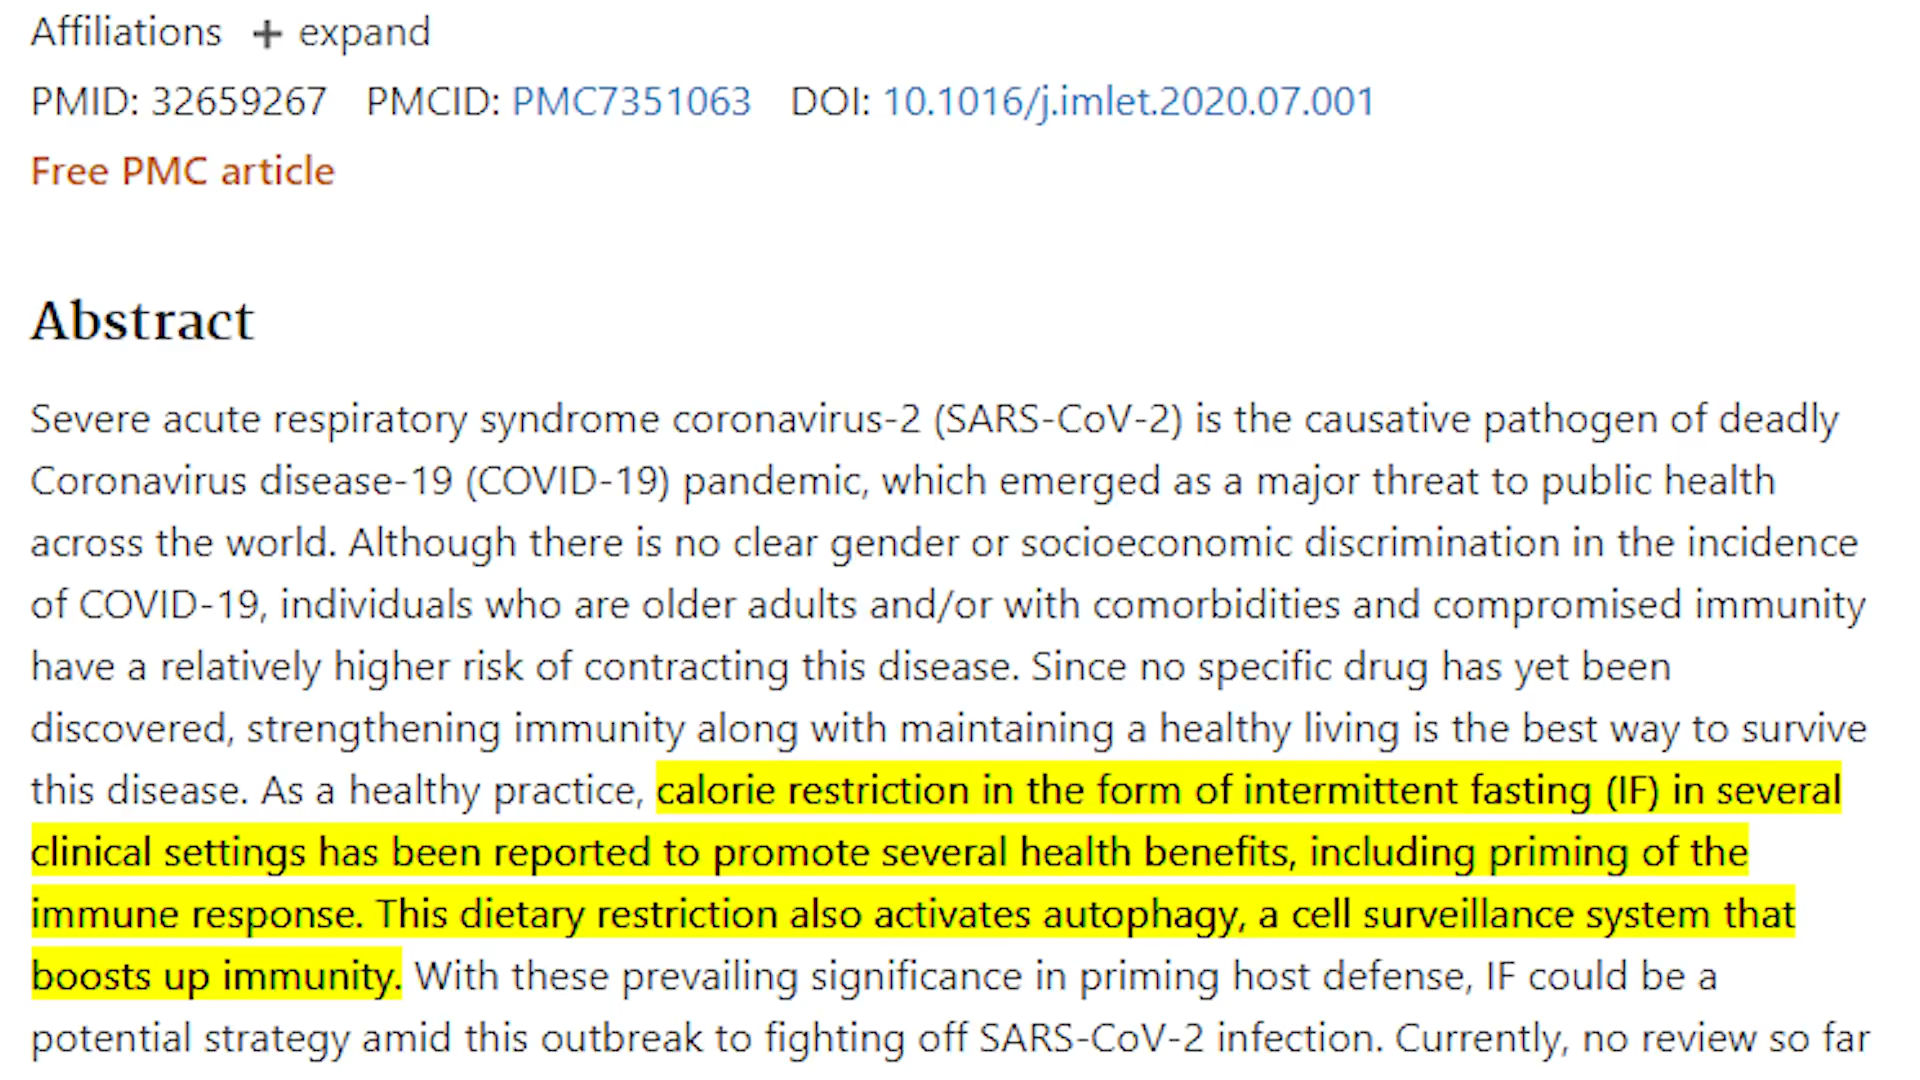 Affiliations + expand
PMID: 32659267 PMCID: PMC7351063 DOI: 10.1016/j.imlet.2020.07.001
Free PMC article
Abstract
Severe acute respiratory syndrome coronavirus-2 (SARS-CoV-2) is the causative pathogen of deadly
Coronavirus disease-19 (COVID-19) pandemic, which emerged as a major threat to public health
across the world. Although there is no clear gender or socioeconomic discrimination in the incidence
of COVID-19, individuals who are older adults and/or with comorbidities and compromised immunity
have a relatively higher risk of contracting this disease. Since no specific drug has yet been
discovered, strengthening immunity along with maintaining a healthy living is the best way to survive
this disease. As a healthy practice, calorie restriction in the form of intermittent fasting (IF) in several
clinical settings has been reported to promote several health benefits, including priming of the
immune response. This dietary restriction also activates autophagy, a cell surveillance system that
boosts up immunity. With these prevailing significance in priming host defense, IF could be a
potential strategy amid this outbreak to fighting off SARS-CoV-2 infection. Currently, no review so far